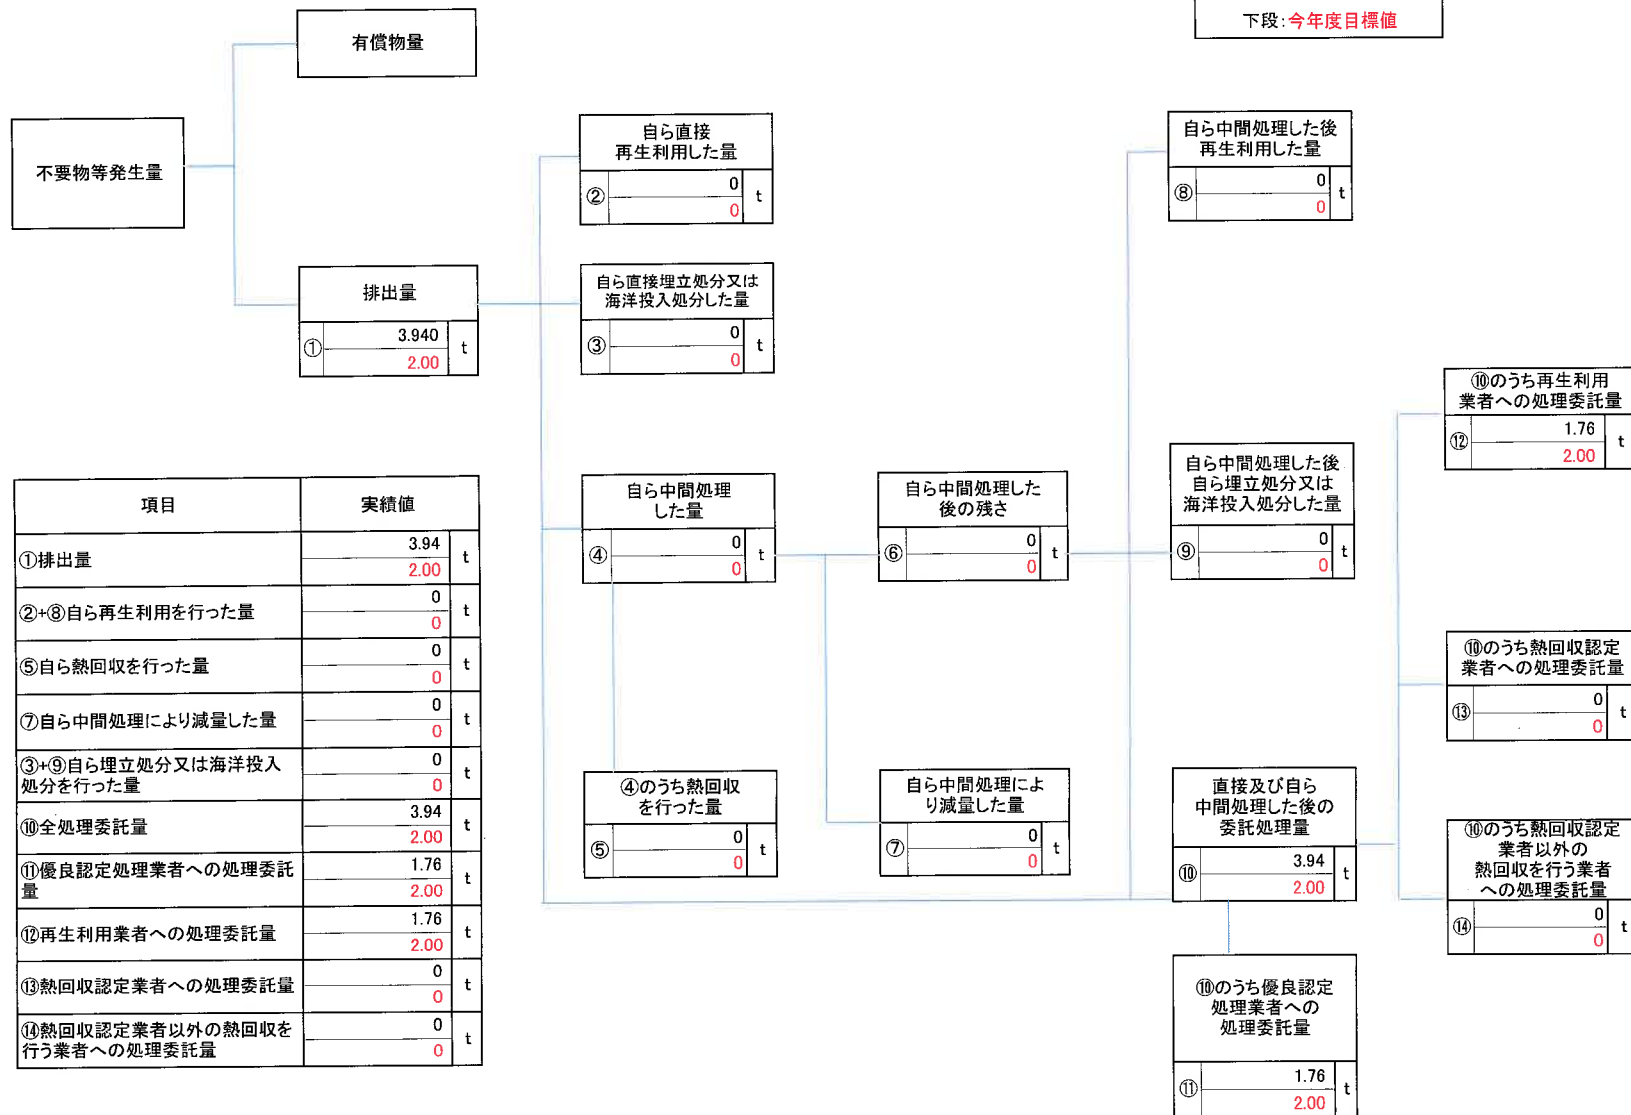 下段:今年度目標値
有償物量
不要物等発生量
排出量
①
3.940
2.00
t
自ら直接
再生利用した量
②
0
0
t
自ら直接埋立処分又は
海洋投入処分した量
③
0
0
t
自ら中間処理
した量
④
0
0
t
④のうち熱回収
を行った量
⑤
0
0
t
自ら中間処理した
後の残さ
⑥
0
0
t
自ら中間処理によ
り減量した量
⑦
0
0
t
自ら中間処理した後
再生利用した量
⑧
0
0
t
自ら中間処理した後
自ら埋立処分又は
海洋投入処分した量
⑨
0
0
t
直接及び自ら
中間処理した後の
委託処理量
⑩
3.94
2.00
t
⑩のうち優良認定
処理業者への
処理委託量
⑪
1.76
2.00
t
⑩のうち再生利用
業者への処理委託量
⑫
1.76
2.00
t
⑩のうち熱回収認定
業者への処理委託量
⑬
0
0
t
⑩のうち熱回収認定
業者以外の
熱回収を行う業者
への処理委託量
⑭
0
0
t
項目
実績値
①排出量
3.94
2.00
t
②+⑧自ら再生利用を行った量
0
0
t
⑤自ら熱回収を行った量
0
0
t
⑦自ら中間処理により減量した量
0
0
t
③+⑨自ら埋立処分又は海洋投入
処分を行った量
0
0
t
⑩全処理委託量
3.94
2.00
t
⑪優良認定処理業者への処理委託
量
1.76
2.00
t
⑫再生利用業者への処理委託量
1.76
2.00
t
⑬熱回収認定業者への処理委託量
0
0
t
⑭熱回収認定業者以外の熱回収を
行う業者への処理委託量
0
0
t